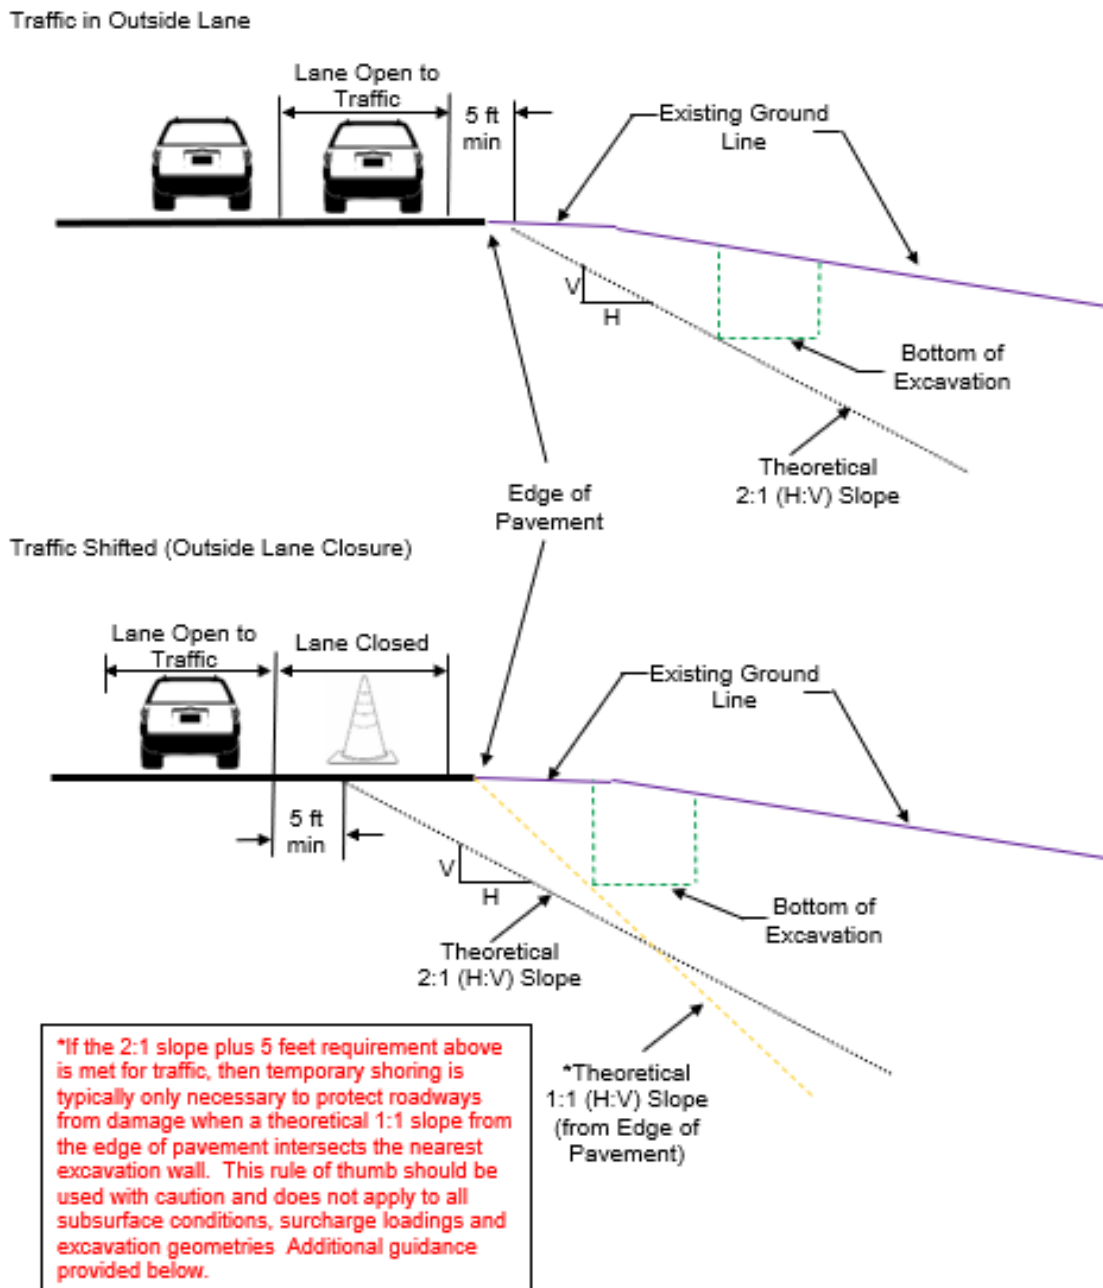 Traffic in Outside Lane
Lane Open to
Traffic
5 ft
min
Existing Ground
Line
V
H
Bottom of
Excavation
Theoretical
2:1 (H:V) Slope
Edge of
Pavement
Traffic Shifted (Outside Lane Closure)
Lane Open to
Traffic
Lane Closed
Existing Ground
Line
5 ft
min
V
H
Bottom of
Excavation
Theoretical
2:1 (H:V) Slope
*Theoretical
1:1 (H:V) Slope
(from Edge of
Pavement)
*If the 2:1 slope plus 5 feet requirement above
is met for traffic, then temporary shoring is
typically only necessary to protect roadways
from damage when a theoretical 1:1 slope from
the edge of pavement intersects the nearest
excavation wall.  This rule of thumb should be
used with caution and does not apply to all
subsurface conditions, surcharge loadings and
excavation geometries  Additional guidance
provided below.